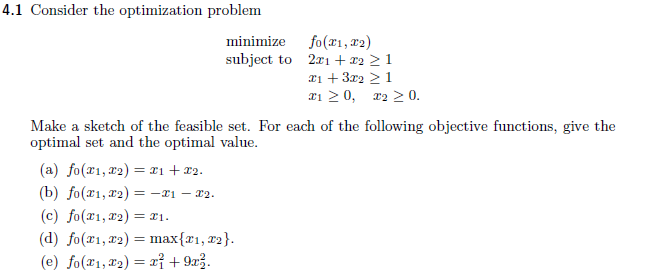 4.1 Consider the optimization problem
minimize f₀(x₁, x₂)
subject to 2x₁ + x₂ ≥ 1
x₁ + 3x₂ ≥ 1
x₁ ≥ 0, x₂ ≥ 0.
Make a sketch of the feasible set. For each of the following objective functions, give the
optimal set and the optimal value.
(a) f₀(x₁, x₂) = x₁ + x₂.
(b) f₀(x₁, x₂) = −x₁ − x₂.
(c) f₀(x₁, x₂) = x₁.
(d) f₀(x₁, x₂) = max{x₁, x₂}.
(e) f₀(x₁, x₂) = x₁² + 9x₂².